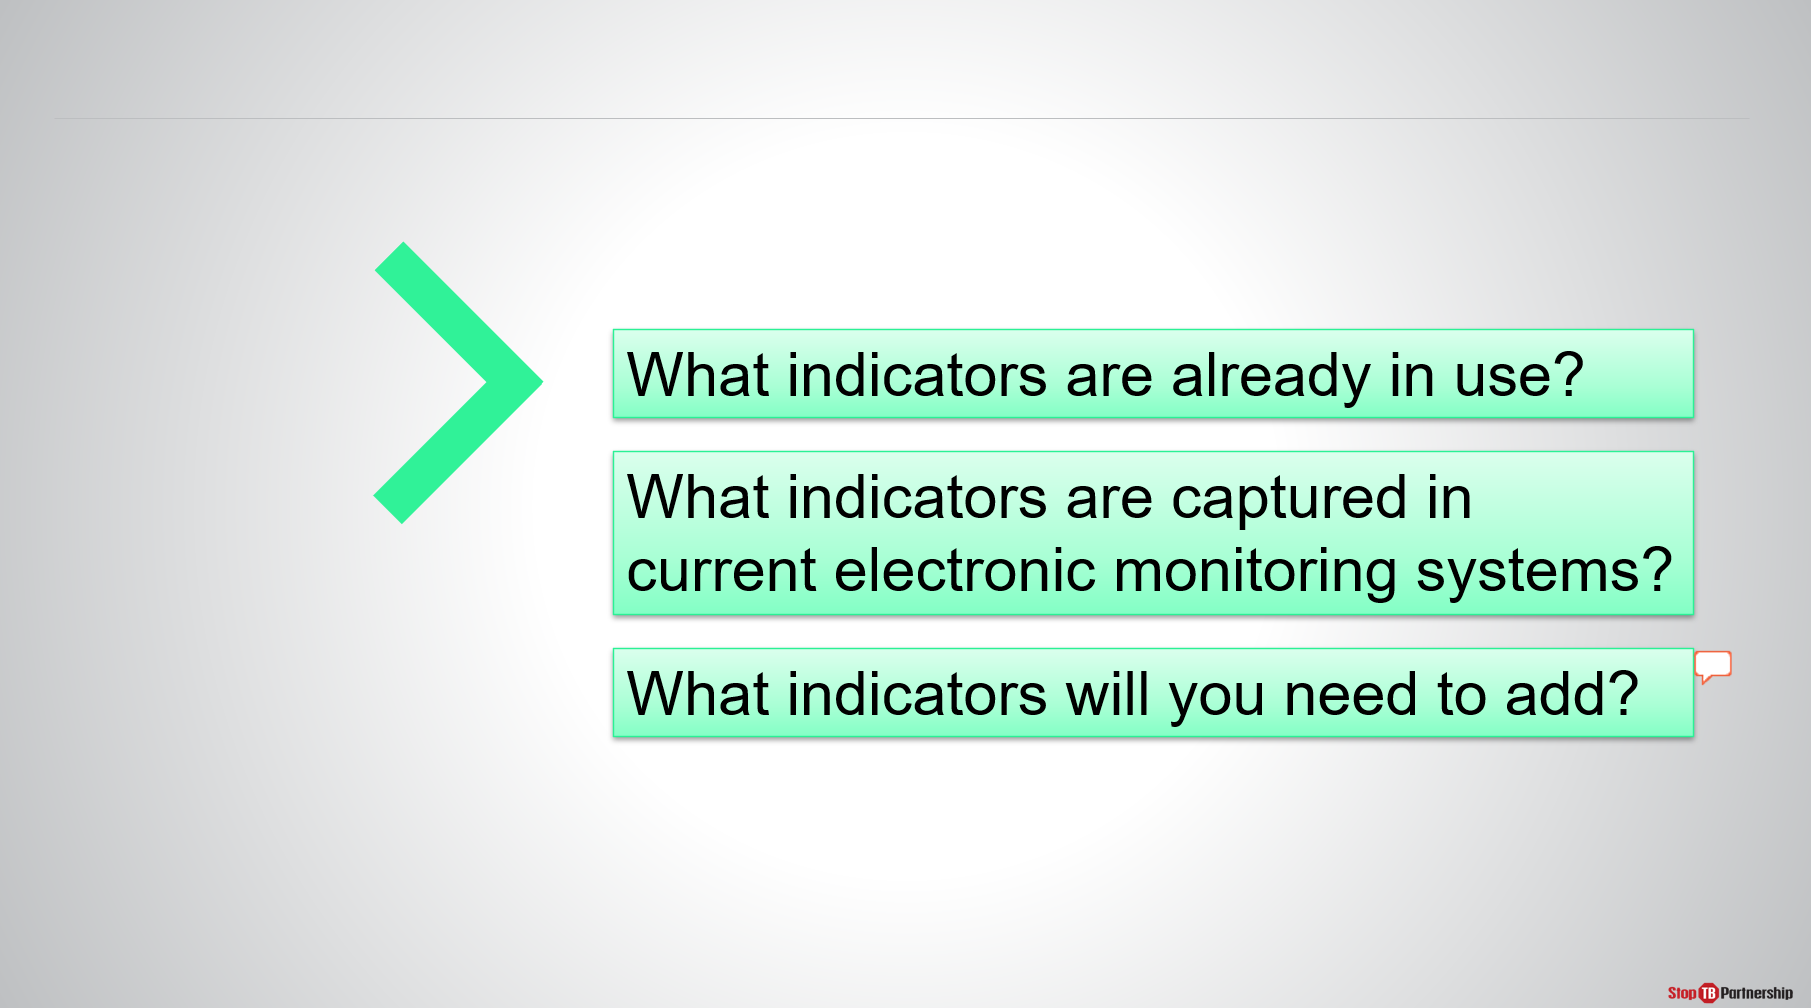 What indicators are already in use?
What indicators are captured in
current electronic monitoring systems?
What indicators will you need to add?
Stop TB Partnership